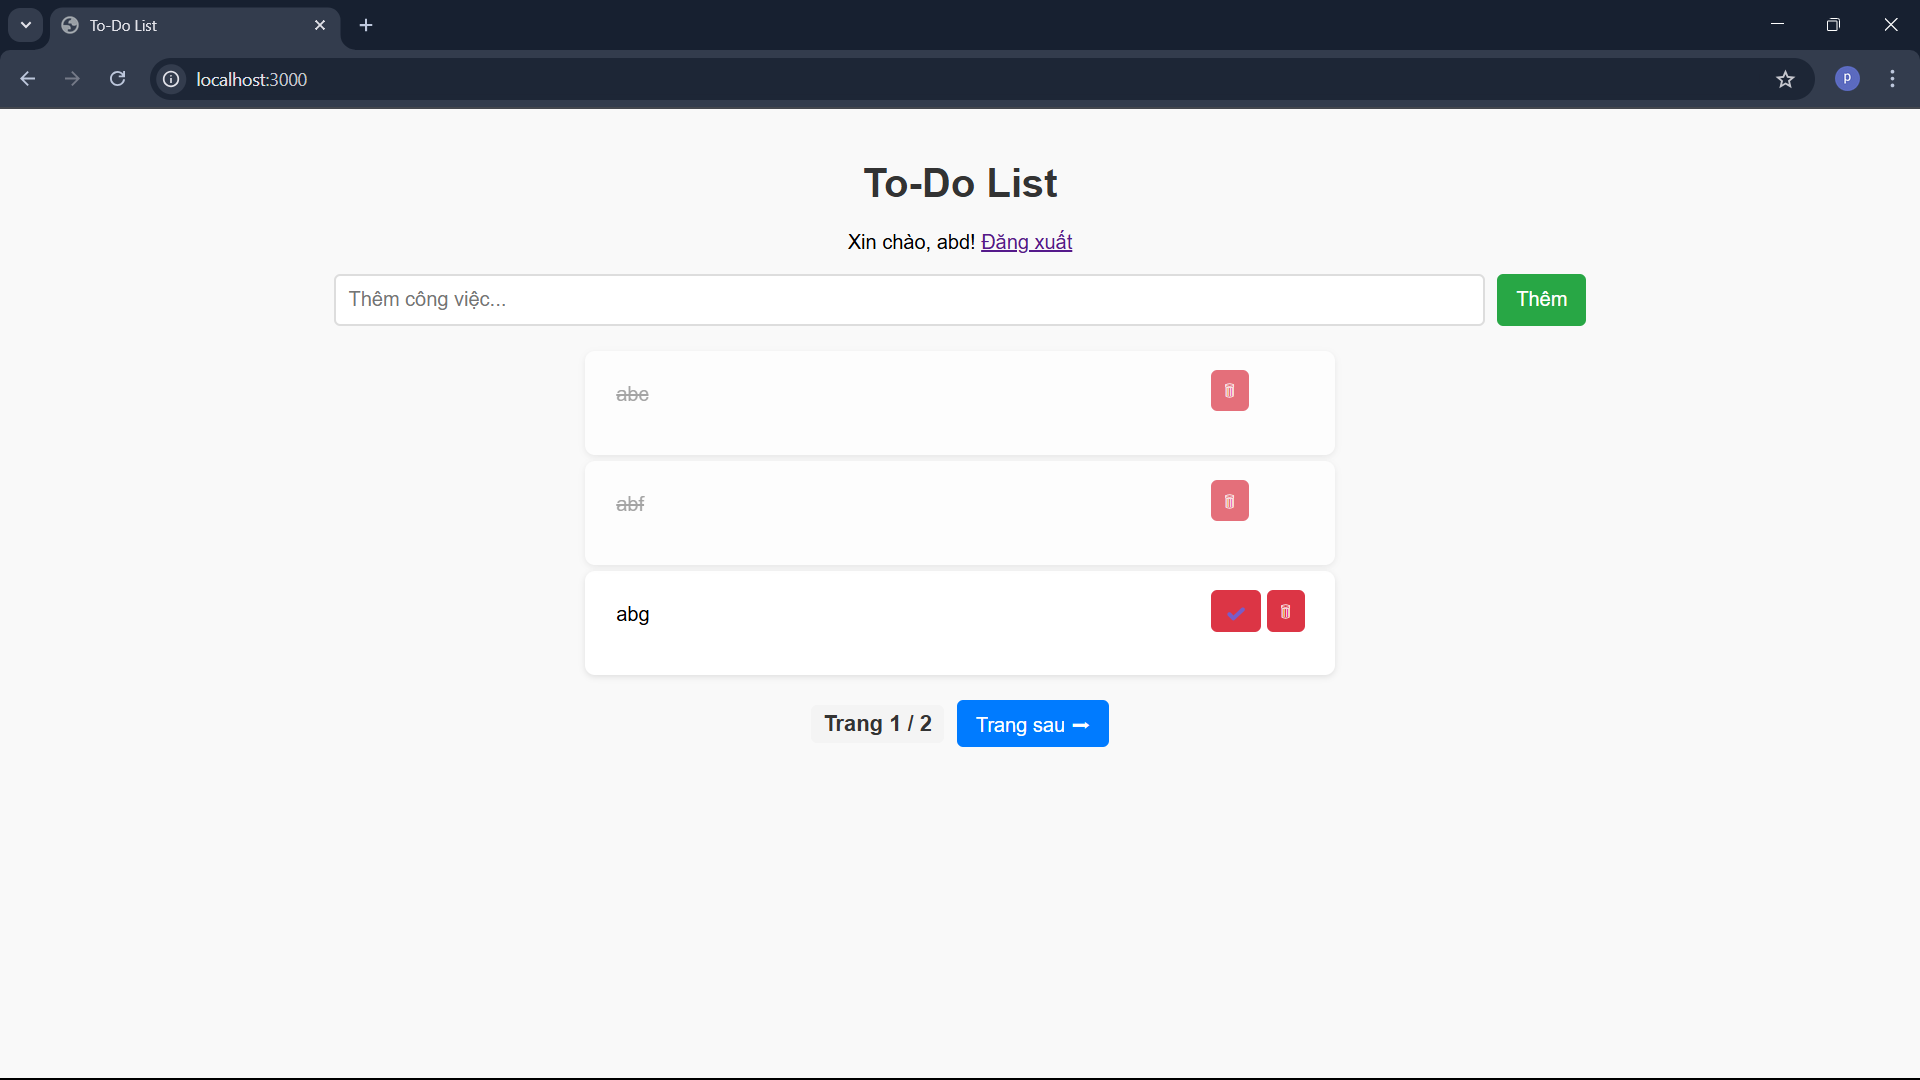 To-Do List
localhost:3000
P
To-Do List
Xin chào, abd! Đăng xuất
Thêm công việc...
Thêm
abc
abf
abg
Trang 1 / 2
Trang sau ➞